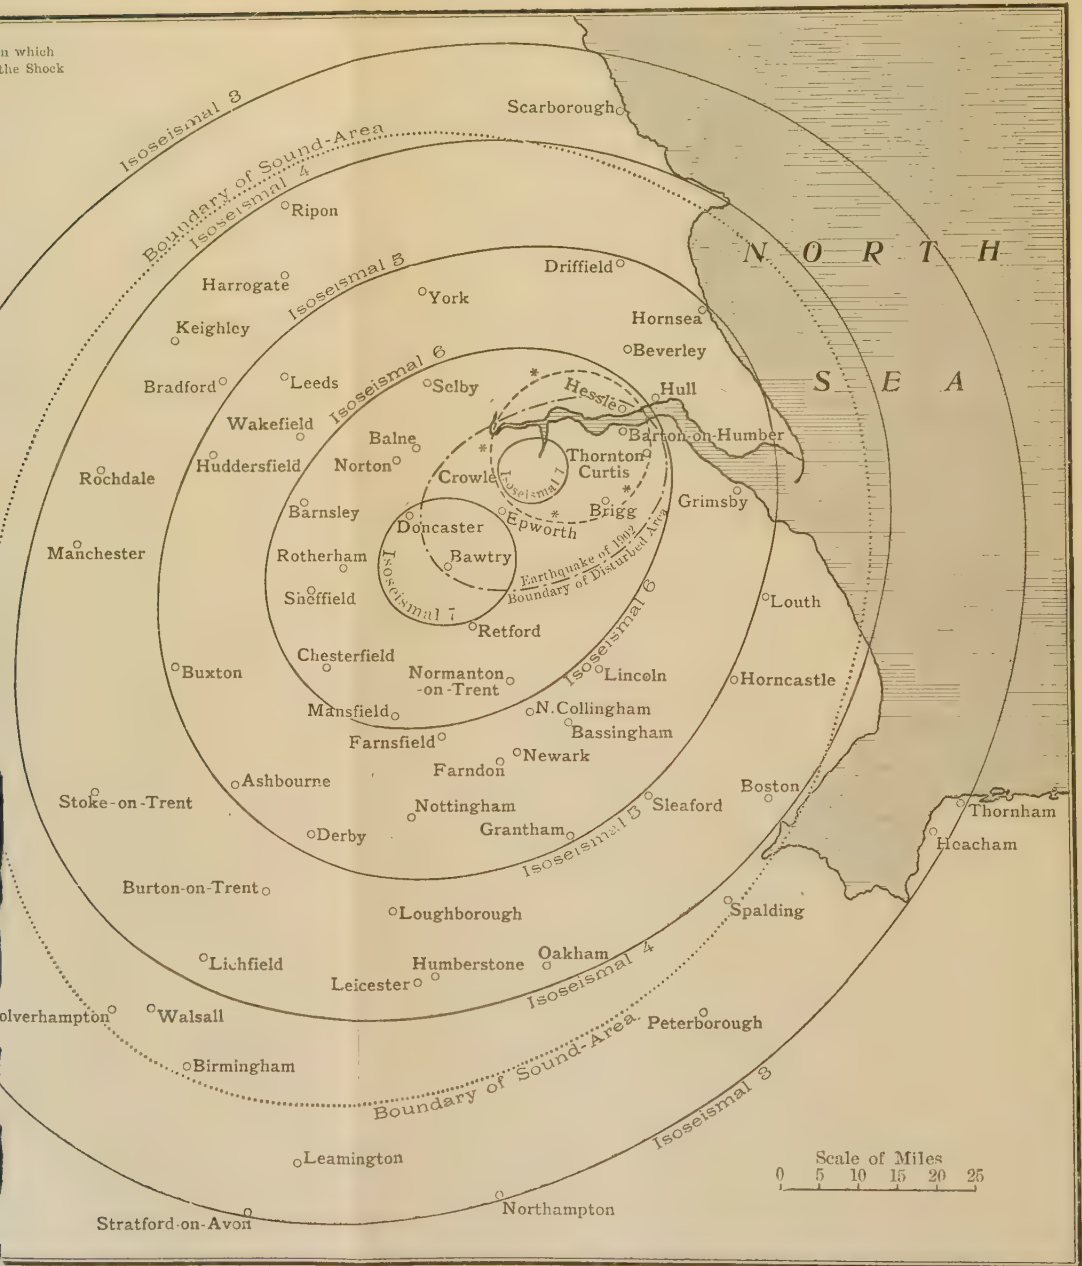 n which
the Shock
Isoseismal 3
Scarborough
Boundary of Sound-Area
Isoseismal 4
Ripon
NORTH
Driffield
Isoseismal 5
Harrogate
York
Hornsea
Keighley
Beverley
Isoseismal 6
SEA
Bradford
Leeds
Selby
*
Hessle
Hull
Wakefield
Balne
Barton-on-Humber
*
Huddersfield
Norton
Thornton
Curtis
Rochdale
Crowle
Isoseismal 7
*
Grimsby
Barnsley
Doncaster
Epworth
*
Brigg
Manchester
Rotherham
Bawtry
Earthquake of 1902
Boundary of Disturbed Area
Isoseismal 7
Sheffield
Louth
Retford
Isoseismal 6
Chesterfield
Buxton
Normanton
-on-Trent
Lincoln
Horncastle
Mansfield
N.Collingham
Bassingham
Farnsfield
Newark
Farndon
Ashbourne
Boston
Stoke-on-Trent
Nottingham
Sleaford
Thornham
Derby
Grantham
Isoseismal 5
Heacham
Burton-on-Trent
Loughborough
Spalding
Oakham
Lichfield
Humberstone
Leicester
Isoseismal 4
olverhampton
Walsall
Peterborough
Boundary of Sound-Area
Birmingham
Isoseismal 3
Leamington
Scale of Miles
0 5 10 15 20 25
Northampton
Stratford-on-Avon